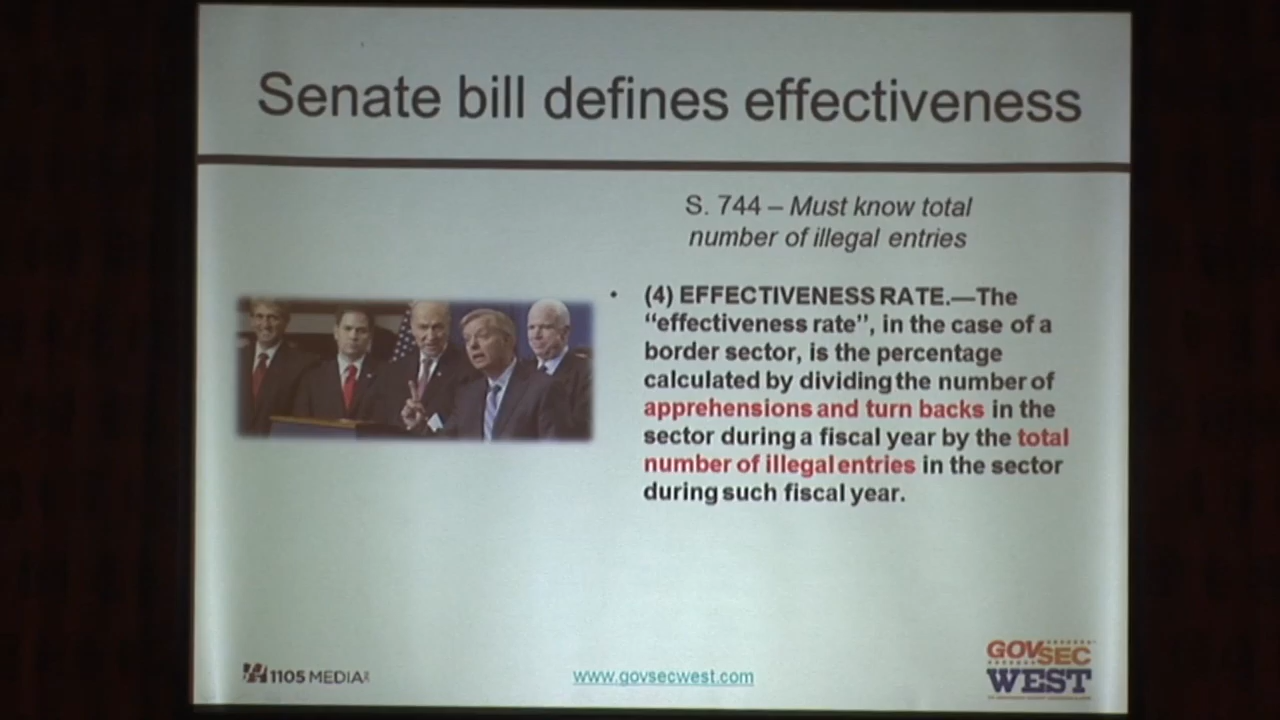 Senate bill defines effectiveness
S. 744 – Must know total
number of illegal entries
• (4) EFFECTIVENESS RATE.—The
“effectiveness rate”, in the case of a
border sector, is the percentage
calculated by dividing the number of
apprehensions and turn backs in the
sector during a fiscal year by the total
number of illegal entries in the sector
during such fiscal year.
1105 MEDIA
www.govsecwest.com
GOVSEC
WEST